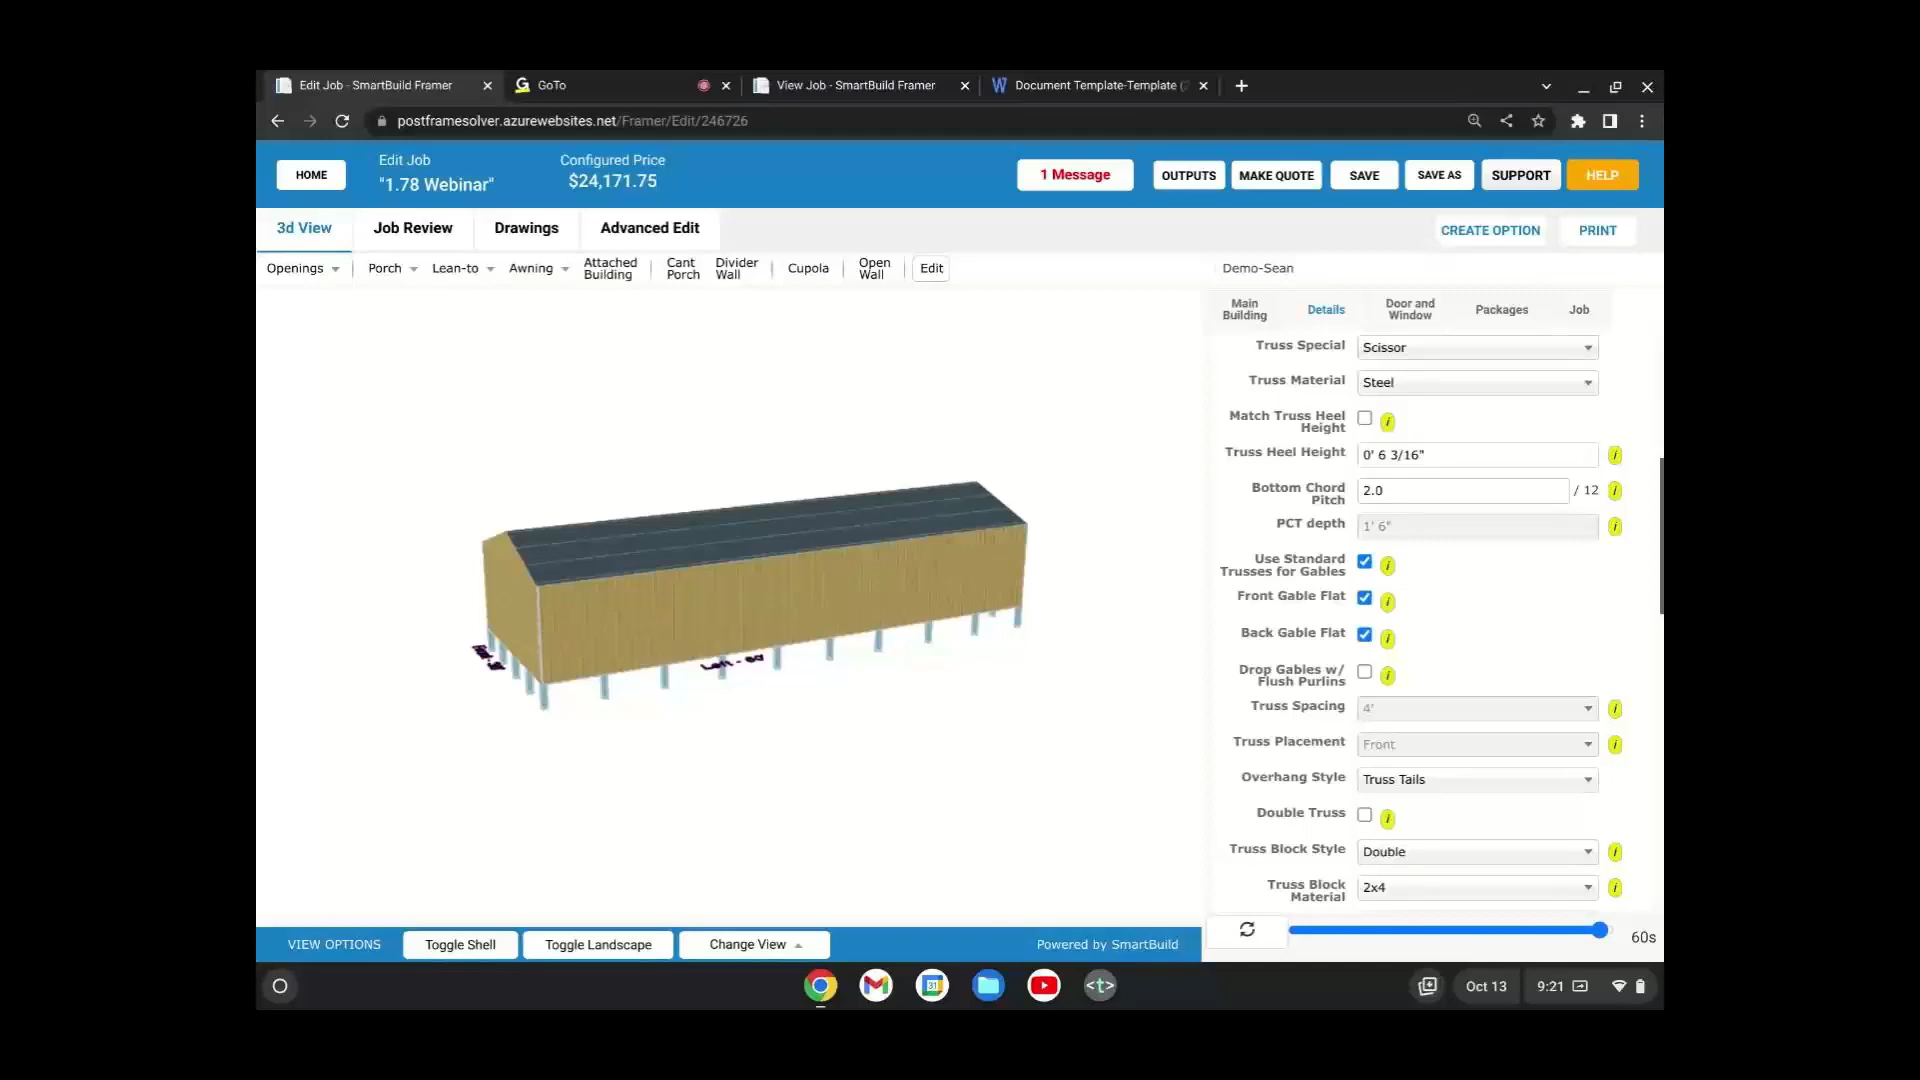 Edit Job - SmartBuild Framer
GoTo
View Job - SmartBuild Framer
Document Template-Template (
postframesolver.azurewebsites.net/Framer/Edit/246726
HOME
Edit Job
"1.78 Webinar"
Configured Price
$24,171.75
1 Message
OUTPUTS
MAKE QUOTE
SAVE
SAVE AS
SUPPORT
HELP
3d View
Job Review
Drawings
Advanced Edit
CREATE OPTION
PRINT
Openings
Porch
Lean-to
Awning
Attached
Building
Cant
Porch
Divider
Wall
Cupola
Open
Wall
Edit
Demo-Sean
Main
Building
Details
Door and
Window
Packages
Job
Truss Special
Scissor
Truss Material
Steel
Match Truss Heel
Height
i
Truss Heel Height
0' 6 3/16"
i
Bottom Chord
Pitch
2.0
/ 12
i
PCT depth
1' 6"
i
Use Standard
Trusses for Gables
i
Front Gable Flat
i
Back Gable Flat
i
Drop Gables w/
Flush Purlins
i
Truss Spacing
4'
i
Truss Placement
Front
i
Overhang Style
Truss Tails
Double Truss
i
Truss Block Style
Double
i
Truss Block
Material
2x4
i
60s
VIEW OPTIONS
Toggle Shell
Toggle Landscape
Change View
Powered by SmartBuild
31
<t>
Oct 13
9:21